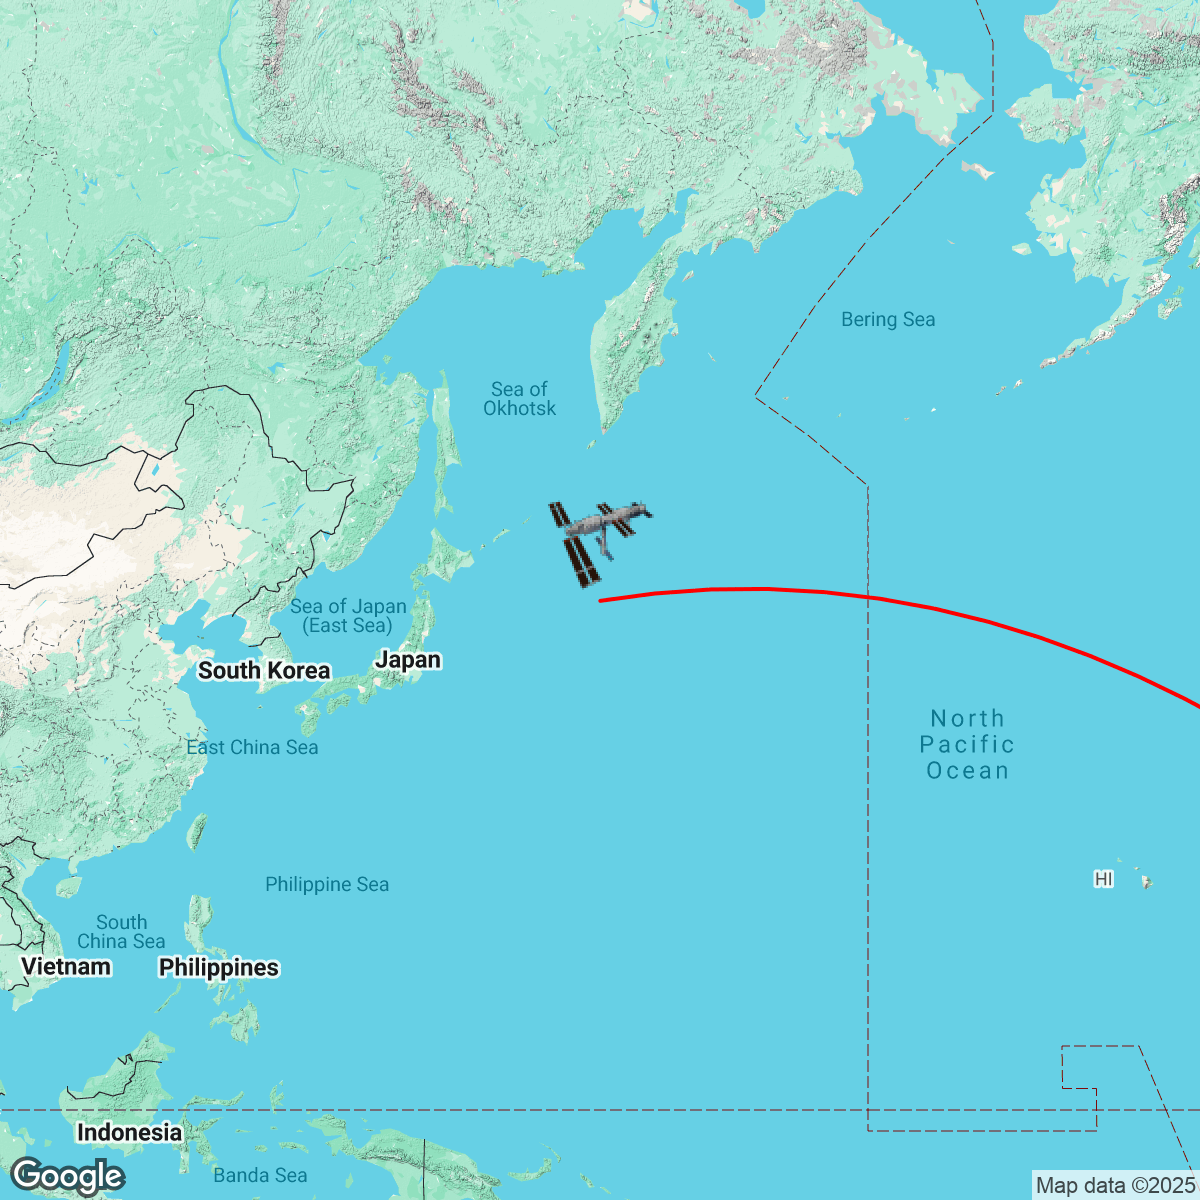 Bering Sea
Sea of
Okhotsk
Sea of Japan
(East Sea)
Japan
South Korea
North
Pacific
Ocean
East China Sea
HI
Philippine Sea
South
China Sea
Vietnam
Philippines
Indonesia
Banda Sea
Google
Map data ©2025